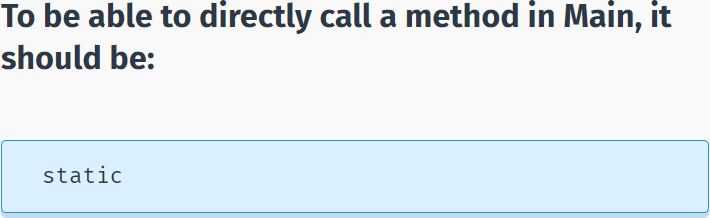 To be able to directly call a method in Main, it
should be:
static